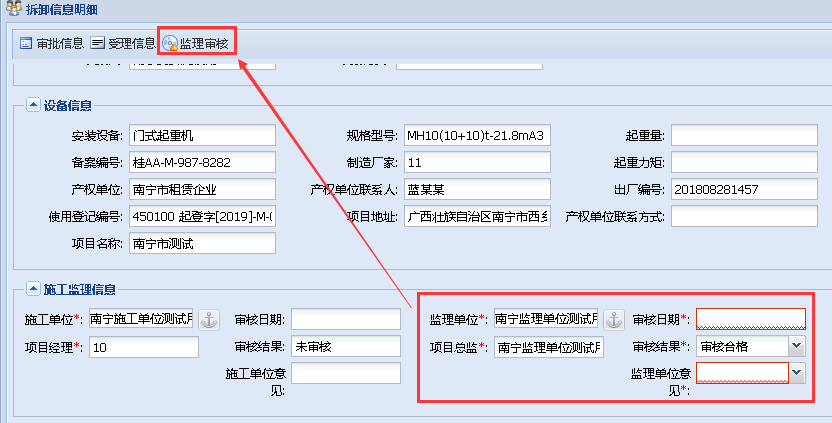 拆卸信息明细
审批信息 受理信息 监理审核
设备信息
安装设备: 门式起重机 规格型号: MH10(10+10)t-21.8mA3 起重量:
备案编号: 桂AA-M-987-8282 制造厂家: 11 起重力矩:
产权单位: 南宁市租赁企业 产权单位联系人: 蓝某某 出厂编号: 201808281457
使用登记编号: 450100 起登字[2019]-M-( 项目地址: 广西壮族自治区南宁市西乡 产权单位联系方式:
项目名称: 南宁市测试
施工监理信息
施工单位*: 南宁施工单位测试用 审核日期: 监理单位*: 南宁监理单位测试用 审核日期*:
项目经理*: 10 审核结果: 未审核 项目总监*: 南宁监理单位测试用 审核结果*: 审核合格
施工单位意 监理单位意
见: 见*: